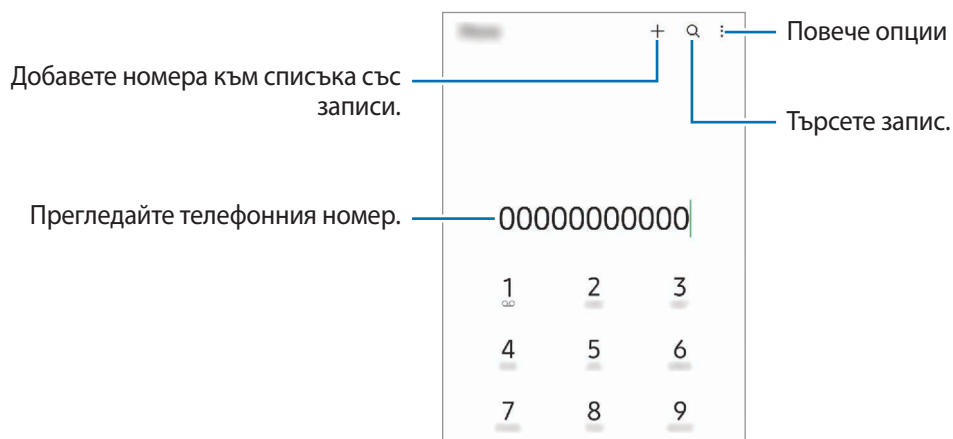 Повече опции
Добавете номера към списъка със
записи.
Търсете запис.
Прегледайте телефонния номер.
00000000000
1 2 3
4 5 6
7 8 9